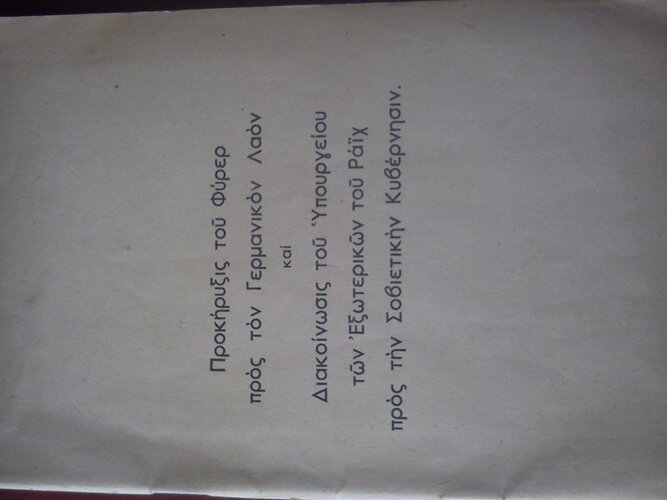 Προκήρυξις τοῦ Φύρερ
πρὸς τὸν Γερμανικὸν Λαὸν
καὶ
Διακοίνωσις τοῦ Ὑπουργείου
τῶν Ἐξωτερικῶν τοῦ Ράϊχ
πρὸς τὴν Σοβιετικὴν Κυβέρνησιν.